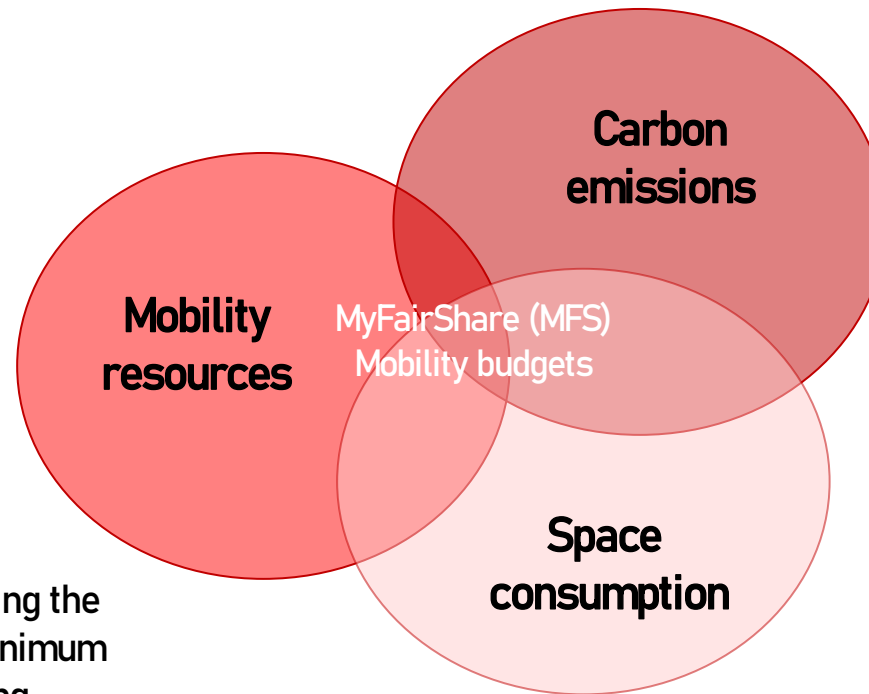 Carbon
emissions
Mobility
resources
MyFairShare (MFS)
Mobility budgets
Space
consumption
ng the
nimum